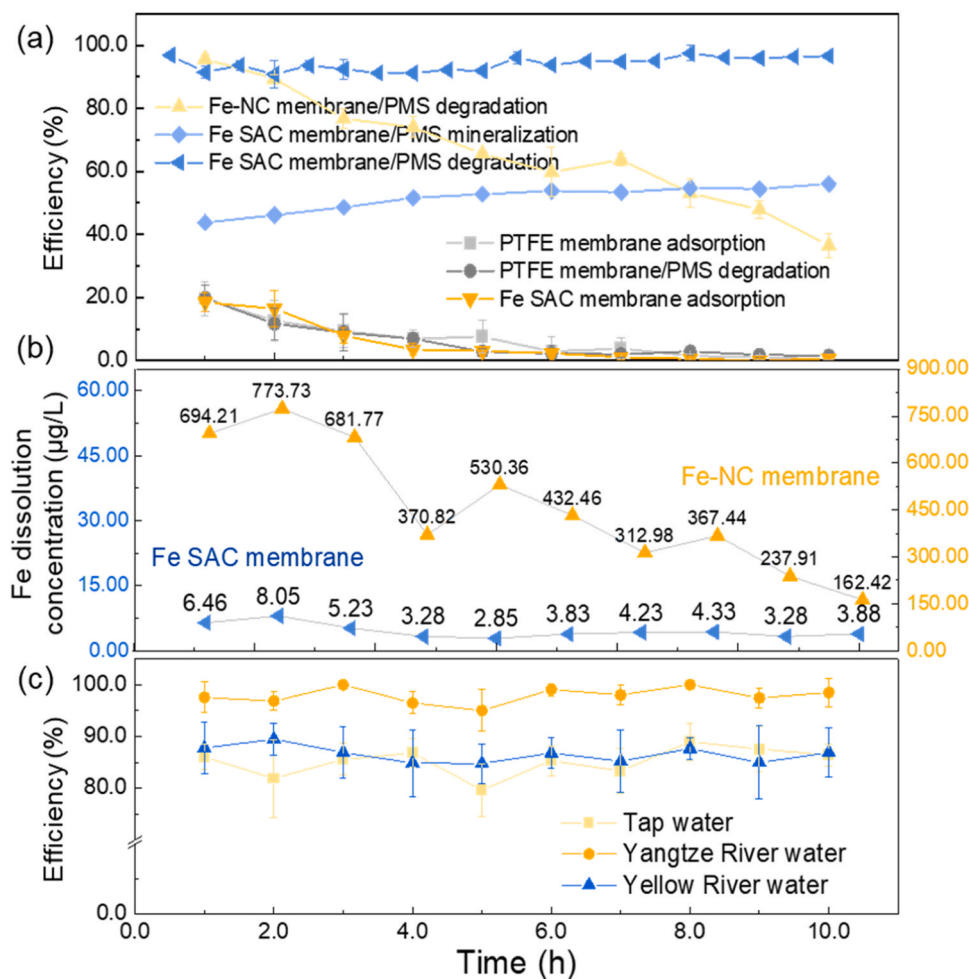 (a)
100.0
80.0
60.0
40.0
20.0
0.0
Efficiency (%)
Fe-NC membrane/PMS degradation
Fe SAC membrane/PMS mineralization
Fe SAC membrane/PMS degradation
PTFE membrane adsorption
PTFE membrane/PMS degradation
Fe SAC membrane adsorption
(b)
60.00
45.00
30.00
15.00
0.00
Fe dissolution
concentration (µg/L)
900.00
750.00
600.00
450.00
300.00
150.00
0.00
694.21
773.73
681.77
370.82
530.36
432.46
312.98
367.44
237.91
162.42
Fe-NC membrane
Fe SAC membrane
6.46
8.05
5.23
3.28
2.85
3.83
4.23
4.33
3.28
3.88
(c)
100.0
90.0
80.0
0.0
Efficiency (%)
Tap water
Yangtze River water
Yellow River water
0.0 2.0 4.0 6.0 8.0 10.0
Time (h)